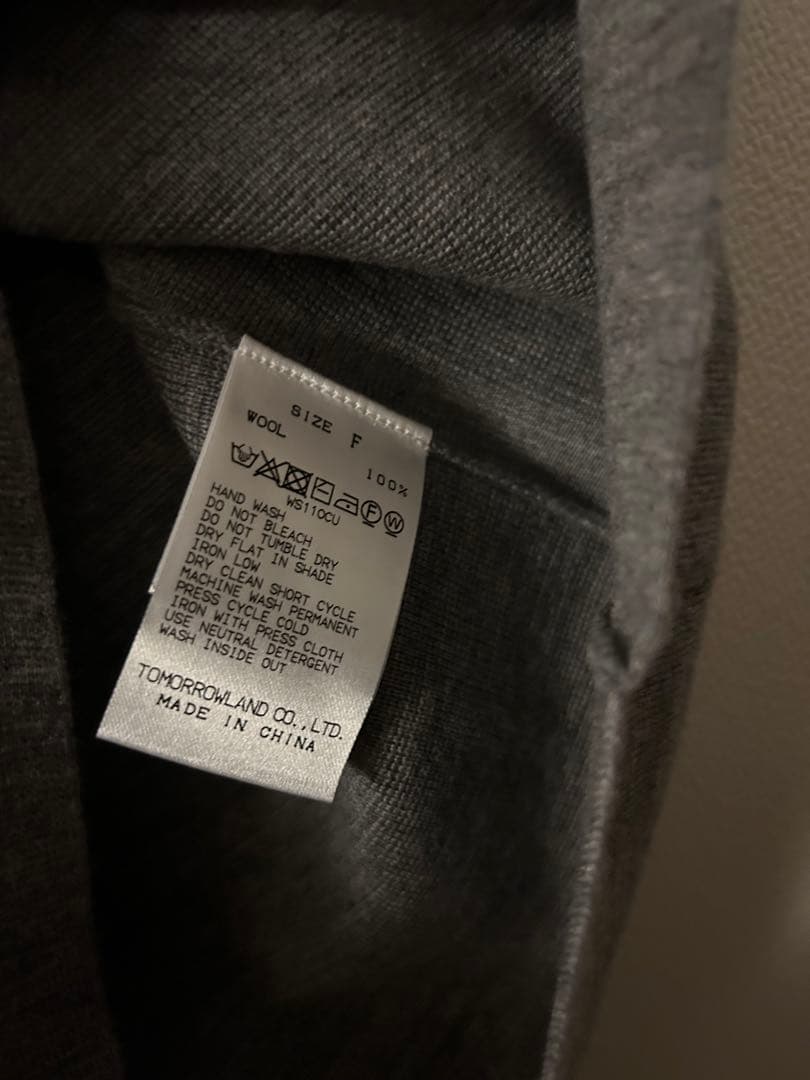 SIZE F
WOOL 100%
F W
WS110CU
HAND WASH
DO NOT BLEACH
DO NOT TUMBLE DRY
DRY FLAT IN SHADE
IRON LOW
DRY CLEAN SHORT CYCLE
MACHINE WASH PERMANENT
PRESS CYCLE COLD
IRON WITH PRESS CLOTH
USE NEUTRAL DETERGENT
WASH INSIDE OUT
TOMORROWLAND CO.,LTD.
MADE IN CHINA